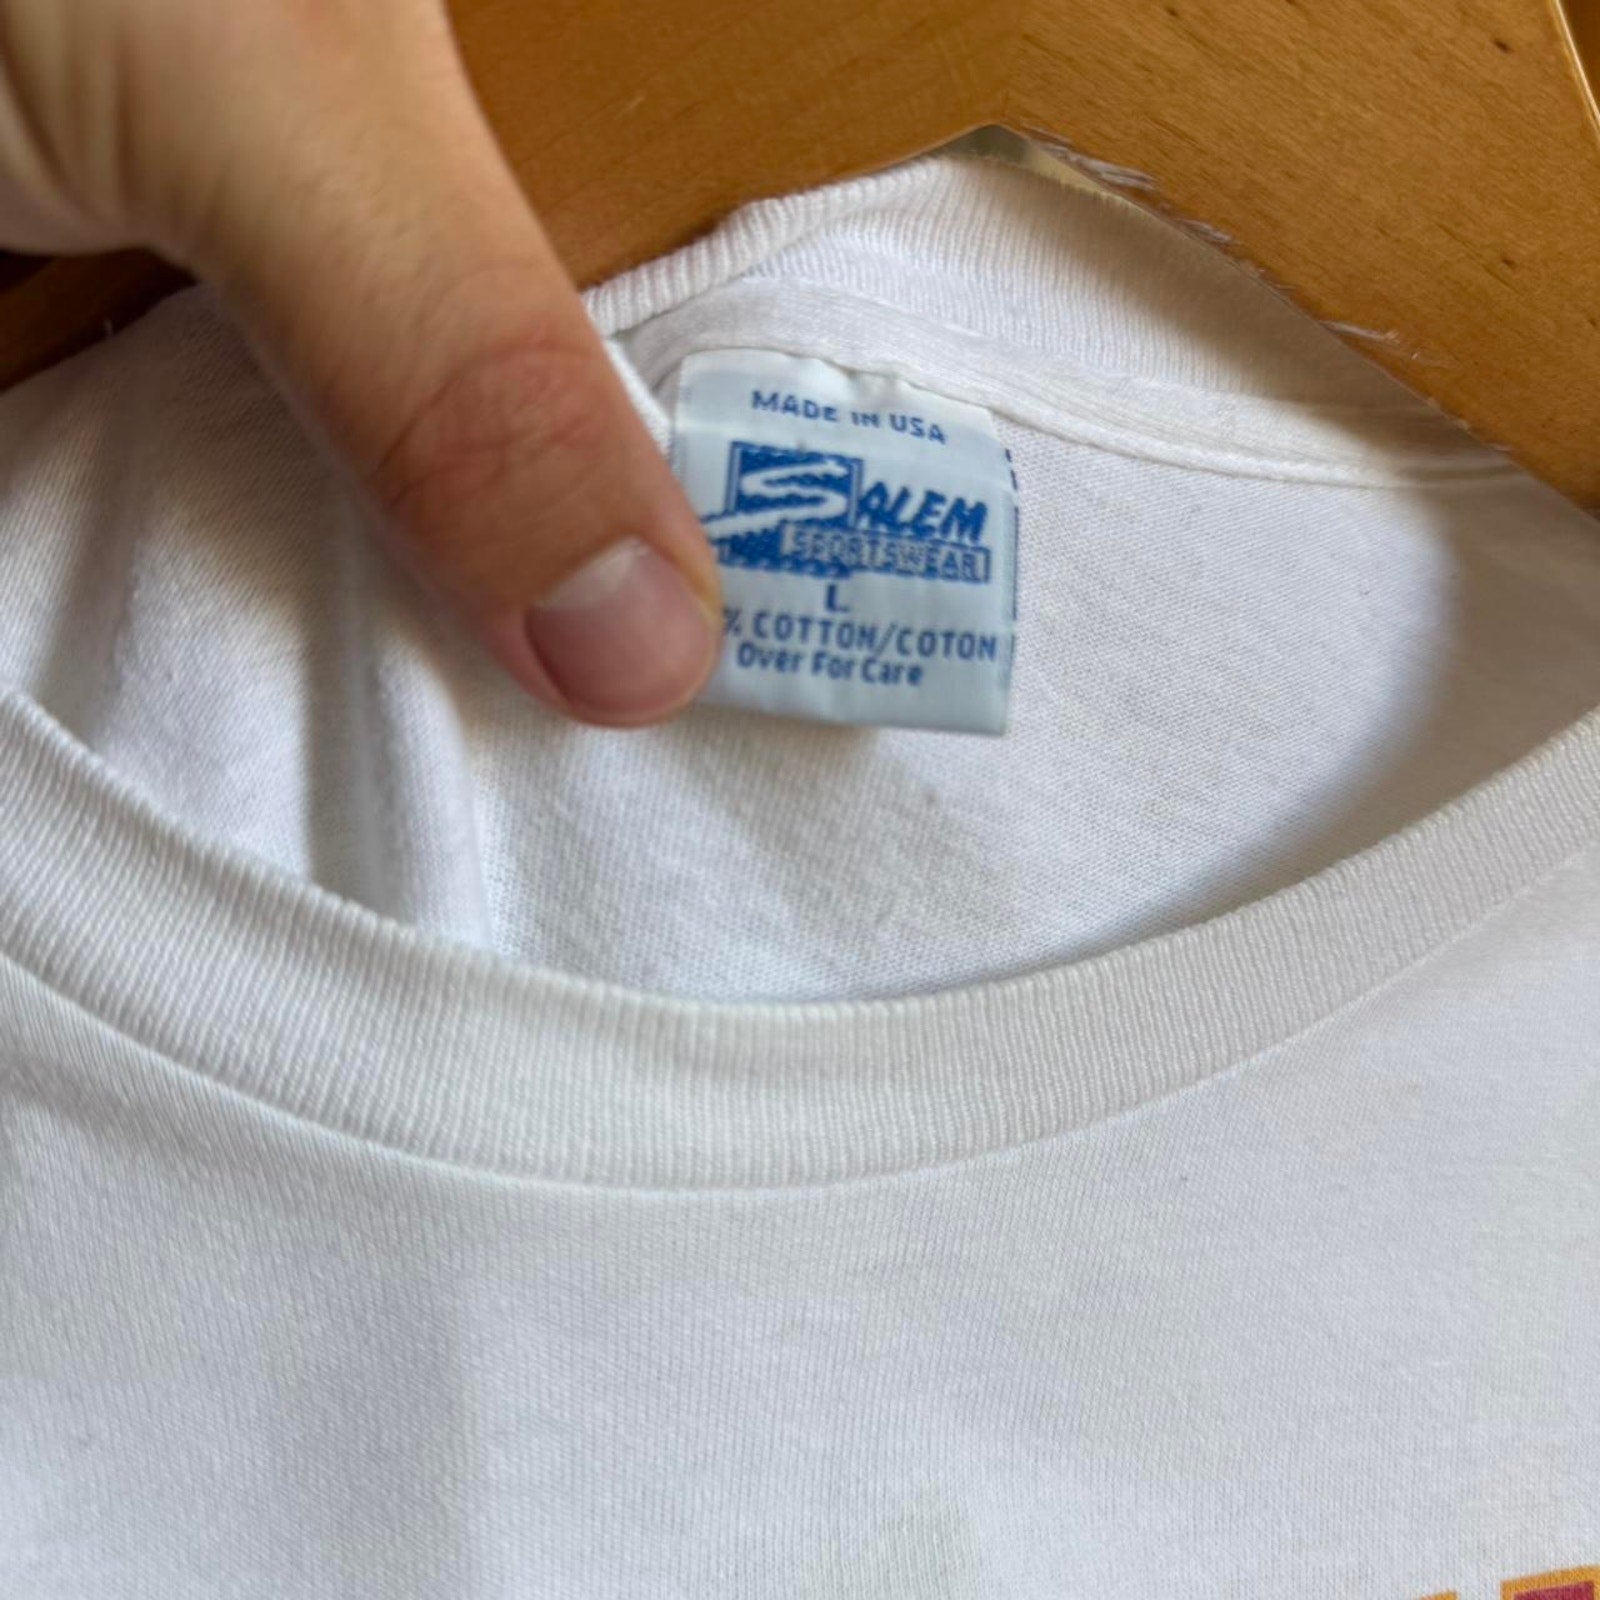 MADE IN USA
SALEM
SPORTSWEAR
L
% COTTON/COTON
Over For Care